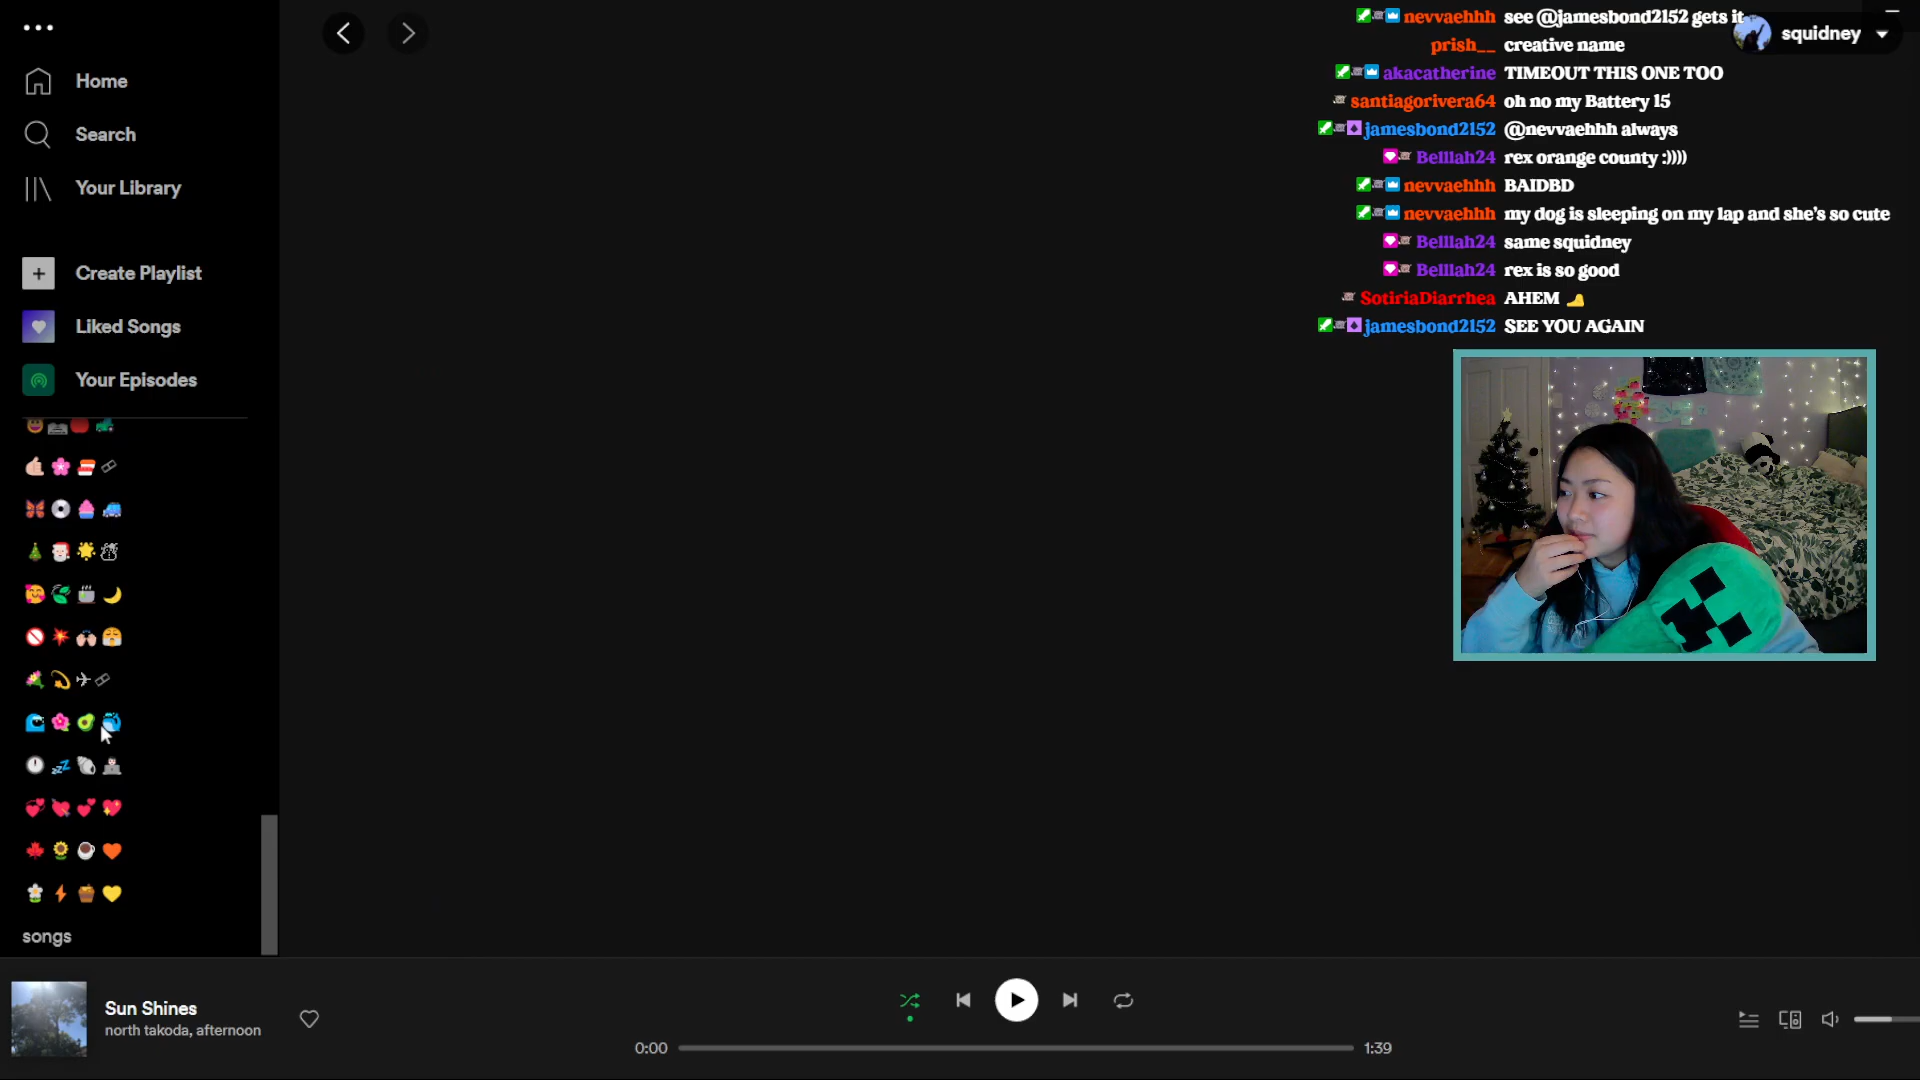 Home
Search
Your Library
Create Playlist
Liked Songs
Your Episodes
songs
Sun Shines
north takoda, afternoon
0:00
1:39
squidney
nevvaehhh see @jamesbond2152 gets it
prish__ creative name
akacatherine TIMEOUT THIS ONE TOO
santiagorivera64 oh no my Battery 15
jamesbond2152 @nevvaehhh always
Belllah24 rex orange county :))))
nevvaehhh BAIDBD
nevvaehhh my dog is sleeping on my lap and she's so cute
Belllah24 same squidney
Belllah24 rex is so good
SotiriaDiarrhea AHEM
jamesbond2152 SEE YOU AGAIN